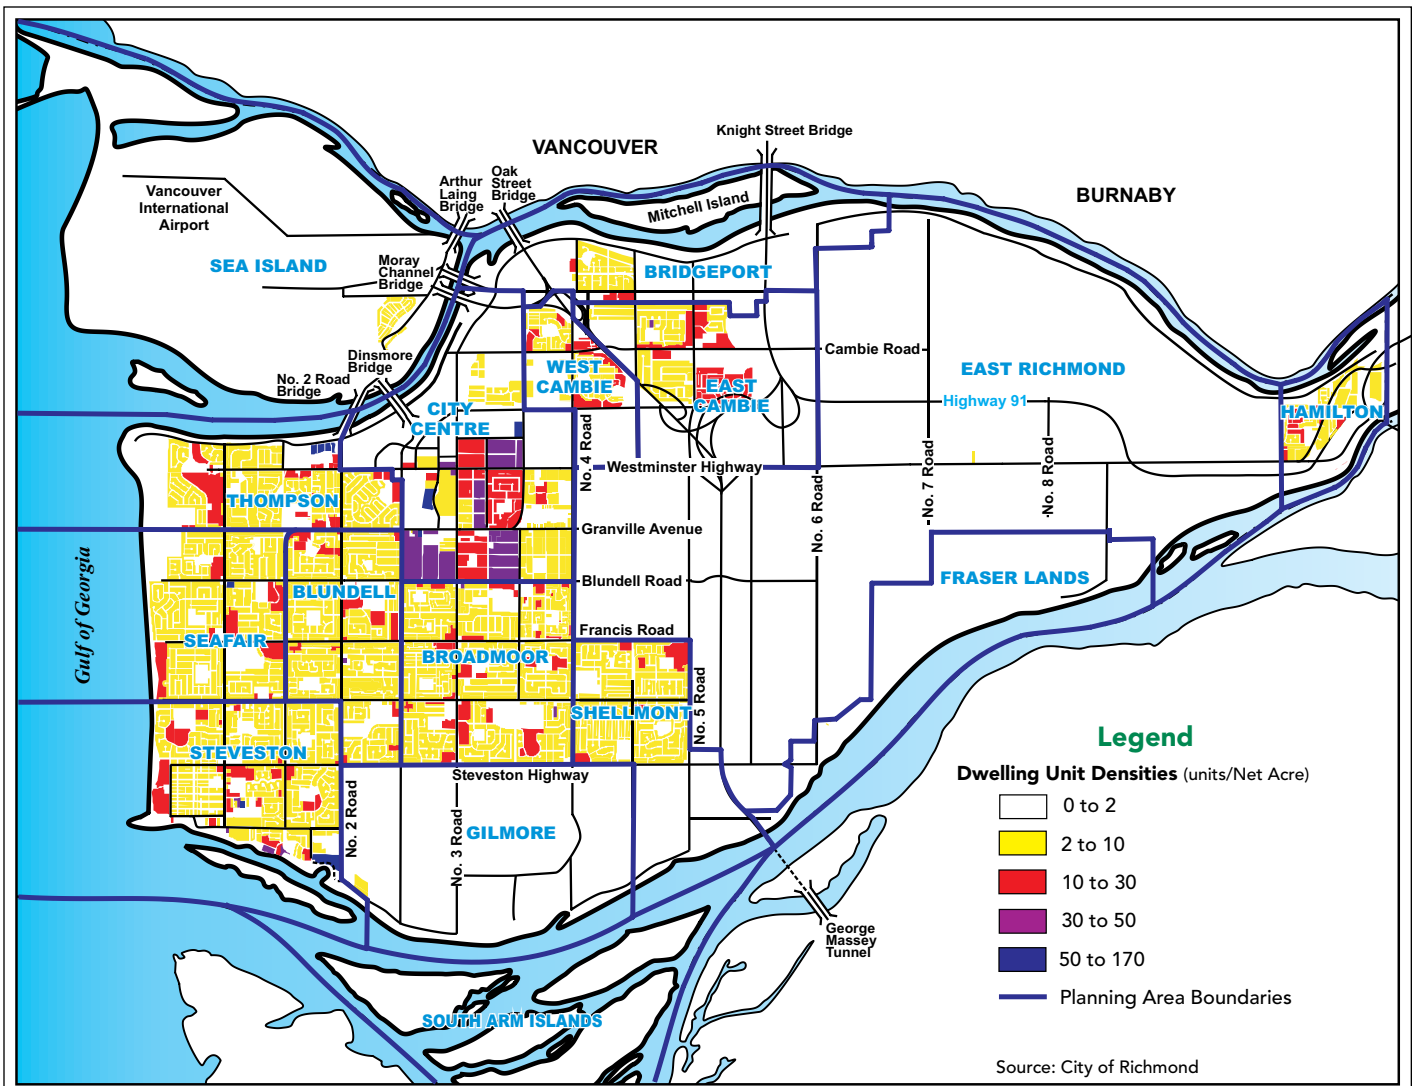 Knight Street Bridge
VANCOUVER
Oak
Street
Bridge
Arthur
Laing
Bridge
BURNABY
Vancouver
International
Airport
Mitchell Island
SEA ISLAND
Moray
Channel
Bridge
BRIDGEPORT
Cambie Road
Dinsmore
Bridge
No. 2 Road
Bridge
WEST
CAMBIE
EAST
CAMBIE
EAST RICHMOND
Highway 91
HAMILTON
CITY
CENTRE
No. 4 Road
Westminster Highway
No. 7 Road
No. 8 Road
THOMPSON
No. 6 Road
Granville Avenue
Gulf of Georgia
Blundell Road
FRASER LANDS
BLUNDELL
Francis Road
SEAFAIR
BROADMOOR
No. 5 Road
SHELLMONT
STEVESTON
Steveston Highway
No. 2 Road
No. 3 Road
GILMORE
George
Massey
Tunnel
SOUTH ARM ISLANDS
Legend
Dwelling Unit Densities (units/Net Acre)
0 to 2
2 to 10
10 to 30
30 to 50
50 to 170
Planning Area Boundaries
Source: City of Richmond